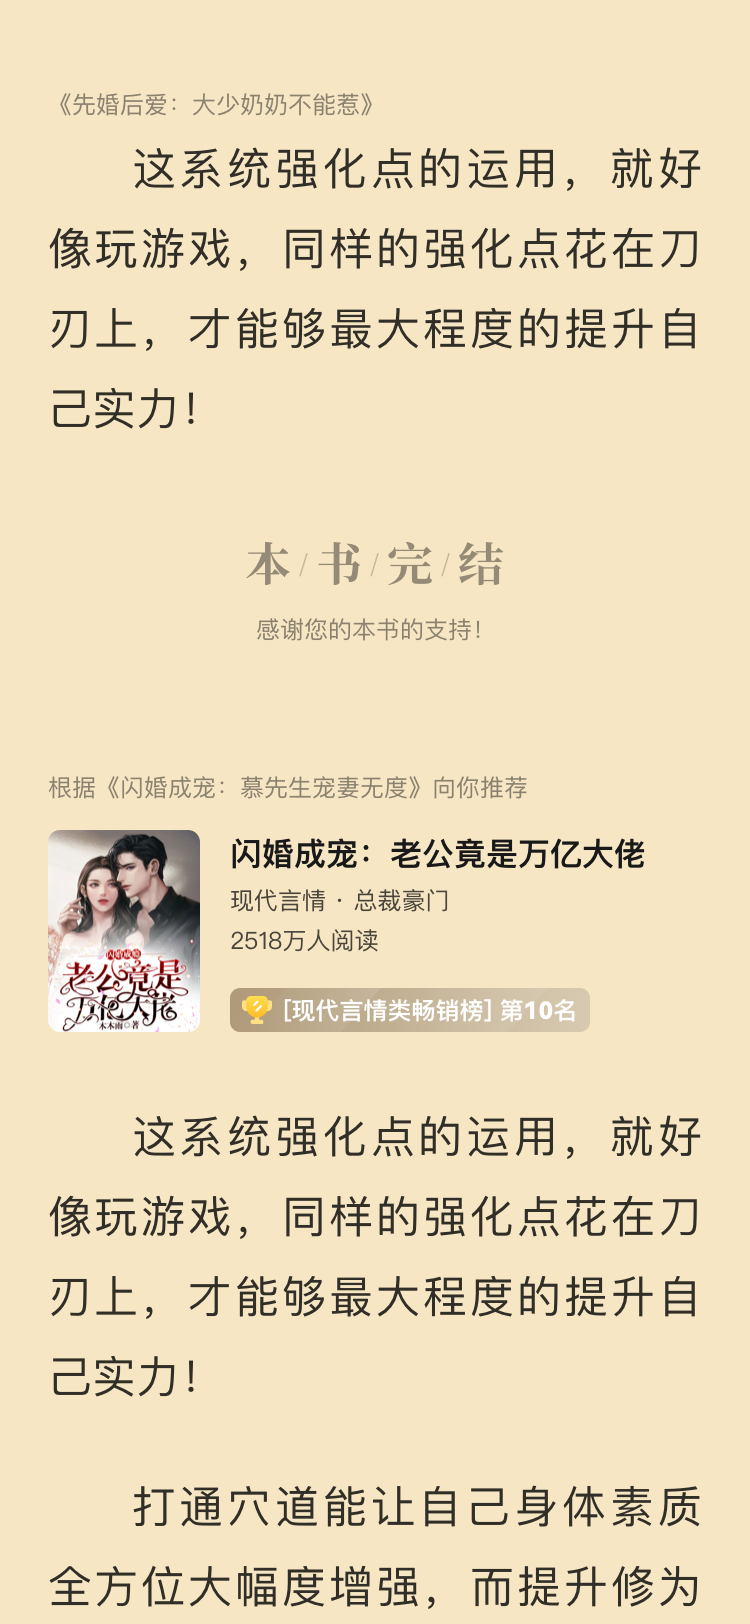 《先婚后爱：大少奶奶不能惹》
这系统强化点的运用，就好
像玩游戏，同样的强化点花在刀
刃上，才能够最大程度的提升自
己实力！
本/书/完/结
感谢您的本书的支持！
根据《闪婚成宠：慕先生宠妻无度》向你推荐
闪婚成宠：老公竟是万亿大佬
现代言情 · 总裁豪门
2518万人阅读
[现代言情类畅销榜] 第10名
闪婚成宠
老公竟是
万亿大佬
木木雨 著
这系统强化点的运用，就好
像玩游戏，同样的强化点花在刀
刃上，才能够最大程度的提升自
己实力！
打通穴道能让自己身体素质
全方位大幅度增强，而提升修为